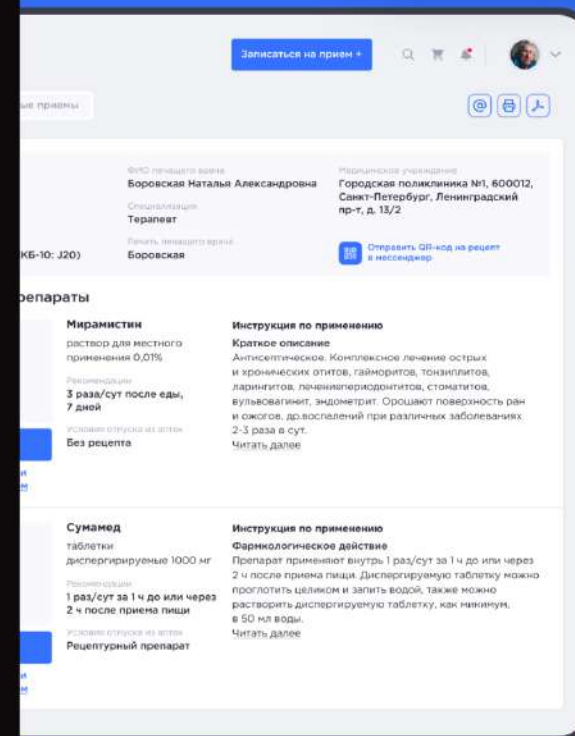 Записаться на прием +
ые приемы
ФИО лечащего врача
Боровская Наталья Александровна
Специализация
Терапевт
Печать лечащего врача
Боровская
Медицинское учреждение
Городская поликлиника №1, 600012,
Санкт-Петербург, Ленинградский
пр-т, д. 13/2
Отправить QR-код на рецепт
в мессенджер
КБ-10: J20)
репараты
Мирамистин
раствор для местного
применения 0,01%
Рекомендации
3 раза/сут после еды,
7 дней
Условия отпуска из аптек
Без рецепта
Инструкция по применению
Краткое описание
Антисептическое. Комплексное лечение острых
и хронических отитов, гайморитов, тонзиллитов,
ларингитов, лечениепериодонтитов, стоматитов,
вульвовагинит, эндометрит. Орошают поверхность ран
и ожогов, др.воспалений при различных заболеваниях
2-3 раза в сут.
Читать далее
и
м
Сумамед
таблетки
диспергирируемые 1000 мг
Рекомендации
1 раз/сут за 1 ч до или через
2 ч после приема пищи
Условия отпуска из аптек
Рецептурный препарат
Инструкция по применению
Фармкологическое действие
Препарат применяют внутрь 1 раз/сут за 1 ч до или через
2 ч после приема пищи. Диспергируемую таблетку можно
проглотить целиком и запить водой, также можно
растворить диспергируемую таблетку, как минимум,
в 50 мл воды.
Читать далее
и
м